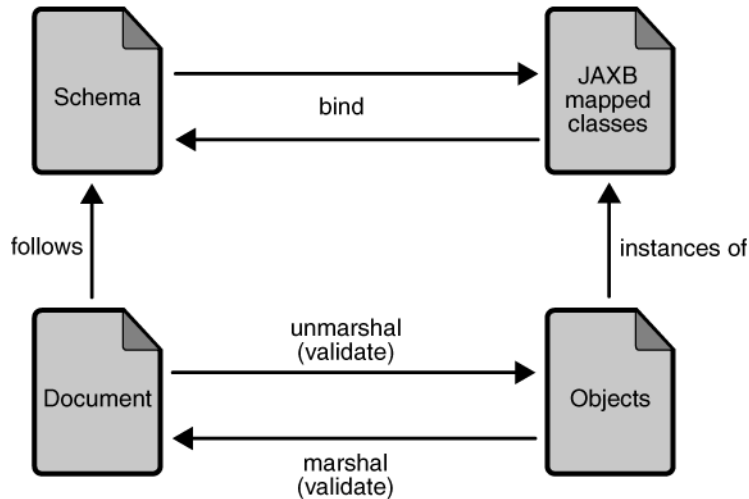 Schema
JAXB
mapped
classes
bind
follows
instances of
unmarshal
(validate)
Document
Objects
marshal
(validate)